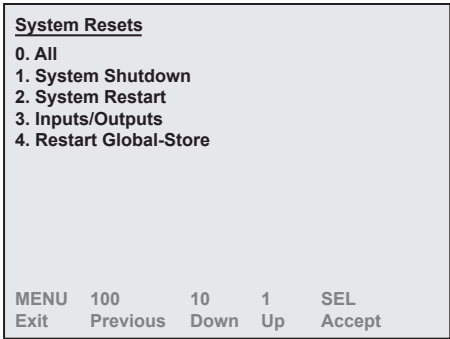 System Resets
0. All
1. System Shutdown
2. System Restart
3. Inputs/Outputs
4. Restart Global-Store
MENU 100 10 1 SEL
Exit Previous Down Up Accept